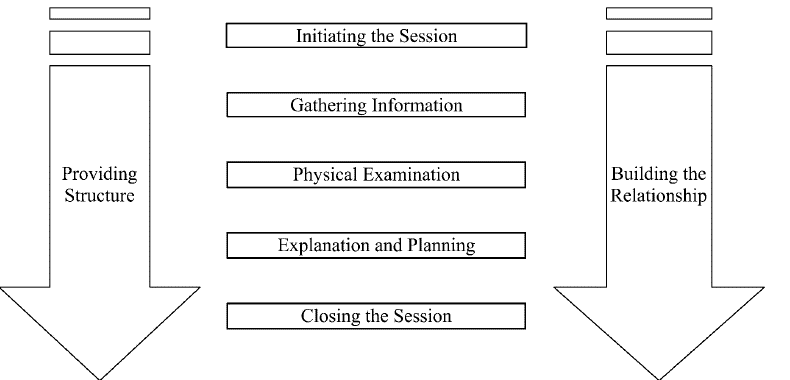 Initiating the Session
Gathering Information
Providing
Structure
Physical Examination
Building the
Relationship
Explanation and Planning
Closing the Session